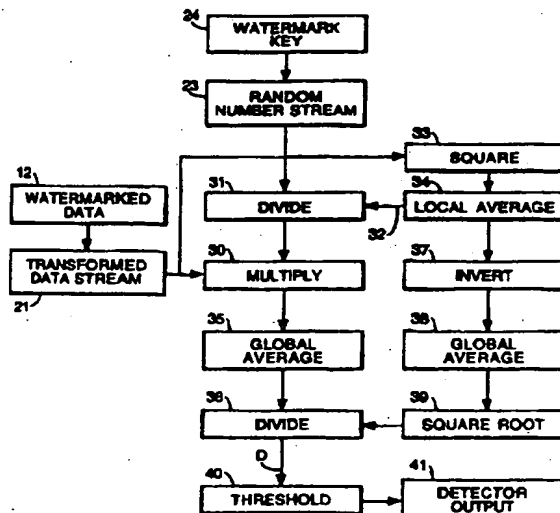 24
WATERMARK
KEY
23
RANDOM
NUMBER STREAM
33
SQUARE
12
WATERMARKED
DATA
31
DIVIDE
34
LOCAL AVERAGE
32
TRANSFORMED
DATA STREAM
21
30
MULTIPLY
37
INVERT
35
GLOBAL
AVERAGE
38
GLOBAL
AVERAGE
36
DIVIDE
39
SQUARE ROOT
D
40
THRESHOLD
41
DETECTOR
OUTPUT